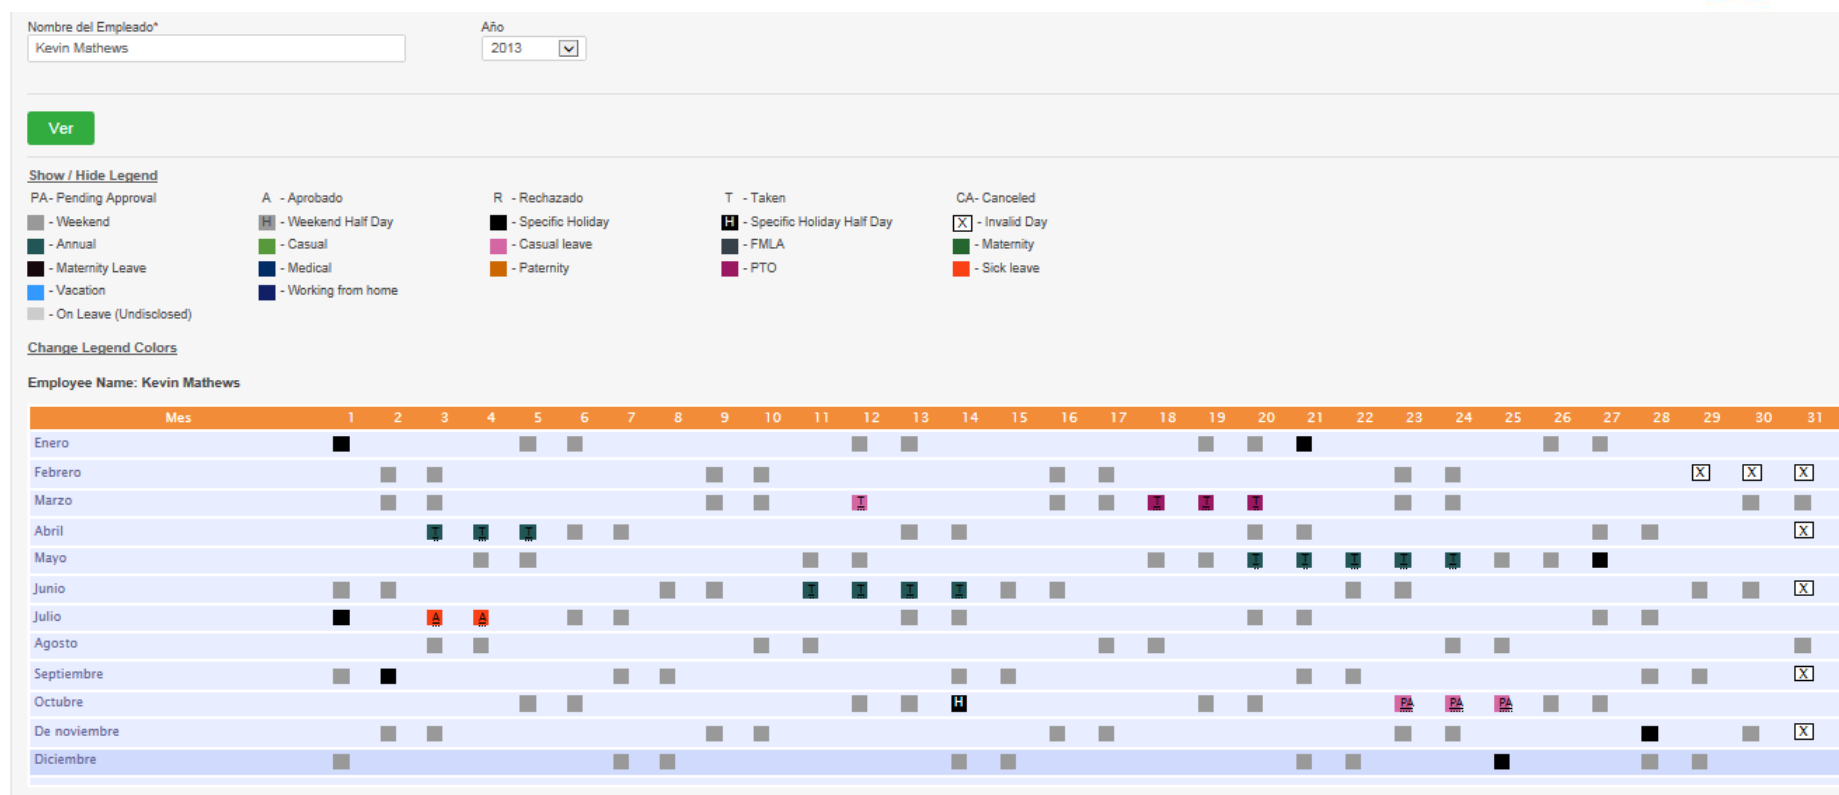 Nombre del Empleado* Año
Kevin Mathews 2013
Ver
Show / Hide Legend
PA- Pending Approval A - Aprobado R - Rechazado T - Taken CA- Canceled
- Weekend H - Weekend Half Day - Specific Holiday H - Specific Holiday Half Day X - Invalid Day
- Annual - Casual - Casual leave - FMLA - Maternity
- Maternity Leave - Medical - Paternity - PTO - Sick leave
- Vacation - Working from home
- On Leave (Undisclosed)
Change Legend Colors
Employee Name: Kevin Mathews
Mes 1 2 3 4 5 6 7 8 9 10 11 12 13 14 15 16 17 18 19 20 21 22 23 24 25 26 27 28 29 30 31
Enero
Febrero X X X
Marzo T T T T
Abril T T T X
Mayo T T T T T
Junio T T T T X
Julio A A
Agosto
Septiembre X
Octubre H PA PA PA
De noviembre X
Diciembre